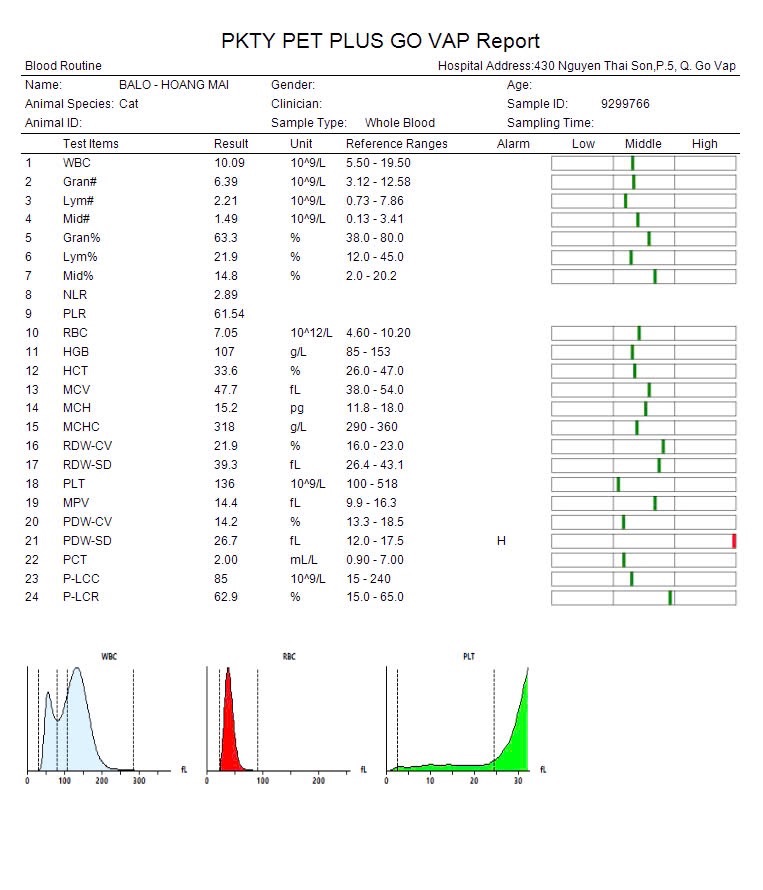 PKTY PET PLUS GO VAP Report
Blood Routine Hospital Address:430 Nguyen Thai Son,P.5, Q. Go Vap
Name: BALO - HOANG MAI Gender: Age:
Animal Species: Cat Clinician: Sample ID: 9299766
Animal ID: Sample Type: Whole Blood Sampling Time:
Test Items Result Unit Reference Ranges Alarm Low Middle High
1 WBC 10.09 10^9/L 5.50 - 19.50
2 Gran# 6.39 10^9/L 3.12 - 12.58
3 Lym# 2.21 10^9/L 0.73 - 7.86
4 Mid# 1.49 10^9/L 0.13 - 3.41
5 Gran% 63.3 % 38.0 - 80.0
6 Lym% 21.9 % 12.0 - 45.0
7 Mid% 14.8 % 2.0 - 20.2
8 NLR 2.89
9 PLR 61.54
10 RBC 7.05 10^12/L 4.60 - 10.20
11 HGB 107 g/L 85 - 153
12 HCT 33.6 % 26.0 - 47.0
13 MCV 47.7 fL 38.0 - 54.0
14 MCH 15.2 pg 11.8 - 18.0
15 MCHC 318 g/L 290 - 360
16 RDW-CV 21.9 % 16.0 - 23.0
17 RDW-SD 39.3 fL 26.4 - 43.1
18 PLT 136 10^9/L 100 - 518
19 MPV 14.4 fL 9.9 - 16.3
20 PDW-CV 14.2 % 13.3 - 18.5
21 PDW-SD 26.7 fL 12.0 - 17.5 H
22 PCT 2.00 mL/L 0.90 - 7.00
23 P-LCC 85 10^9/L 15 - 240
24 P-LCR 62.9 % 15.0 - 65.0
WBC RBC PLT
fL fL fL
0 100 200 300 0 100 200 0 10 20 30